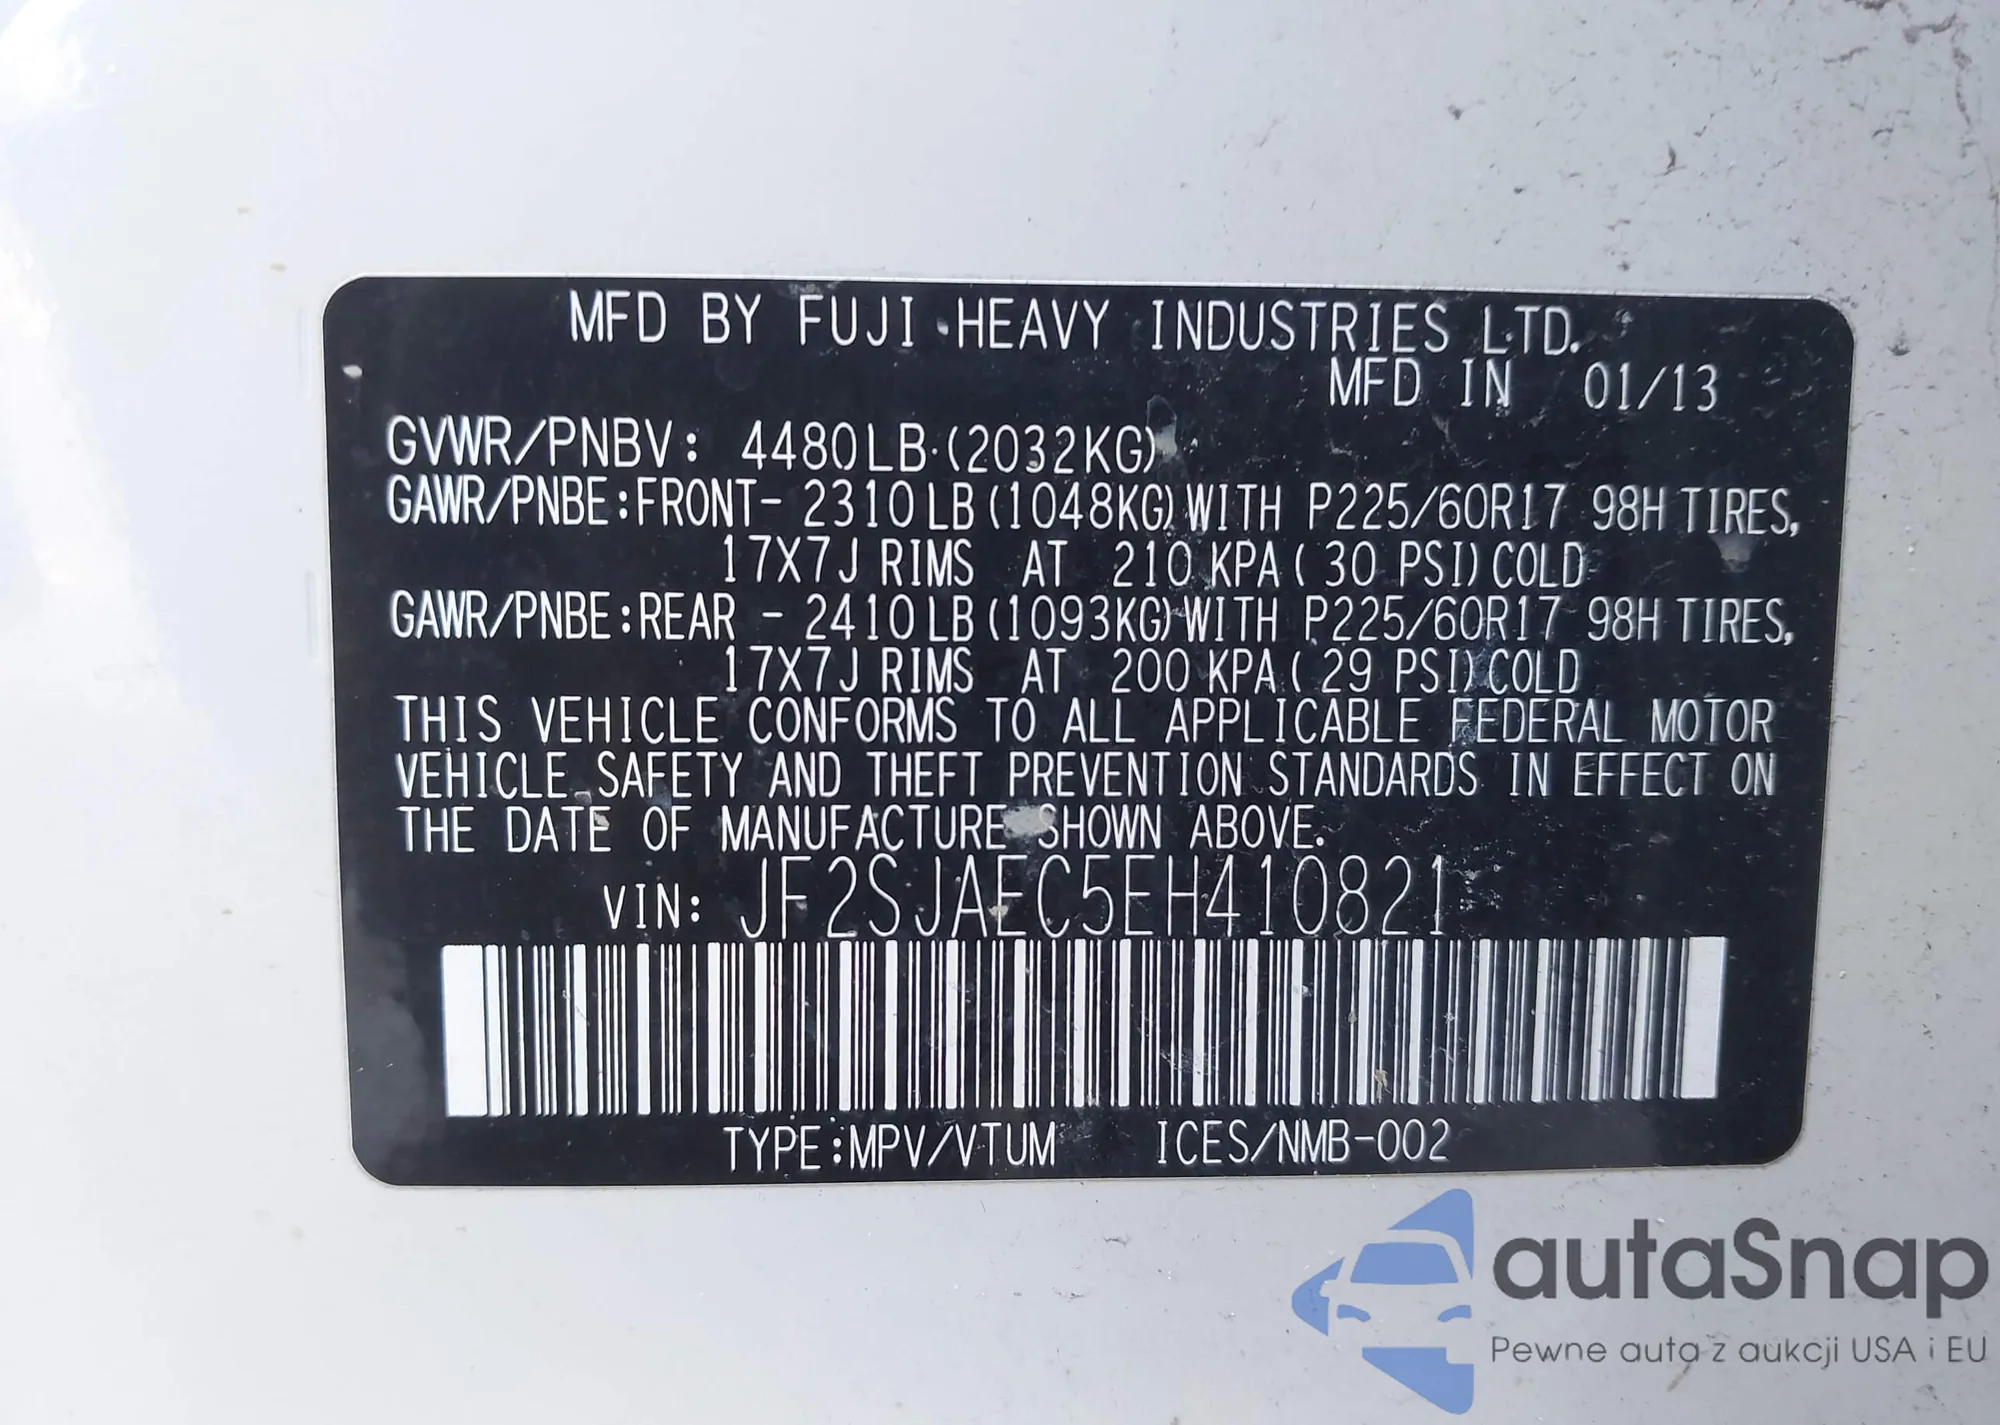 MFD BY FUJI HEAVY INDUSTRIES LTD.
MFD IN 01/13
GVWR/PNBV: 4480LB (2032KG)
GAWR/PNBE:FRONT- 2310LB(1048KG)WITH P225/60R17 98H TIRES,
17X7J RIMS AT 210 KPA( 30 PSI)COLD
GAWR/PNBE:REAR - 2410LB(1093KG)WITH P225/60R17 98H TIRES,
17X7J RIMS AT 200 KPA( 29 PSI)COLD
THIS VEHICLE CONFORMS TO ALL APPLICABLE FEDERAL MOTOR
VEHICLE SAFETY AND THEFT PREVENTION STANDARDS IN EFFECT ON
THE DATE OF MANUFACTURE SHOWN ABOVE.
VIN: JF2SJAEC5EH410821
TYPE:MPV/VTUM ICES/NMB-002
autaSnap
Pewne auta z aukcji USA i EU